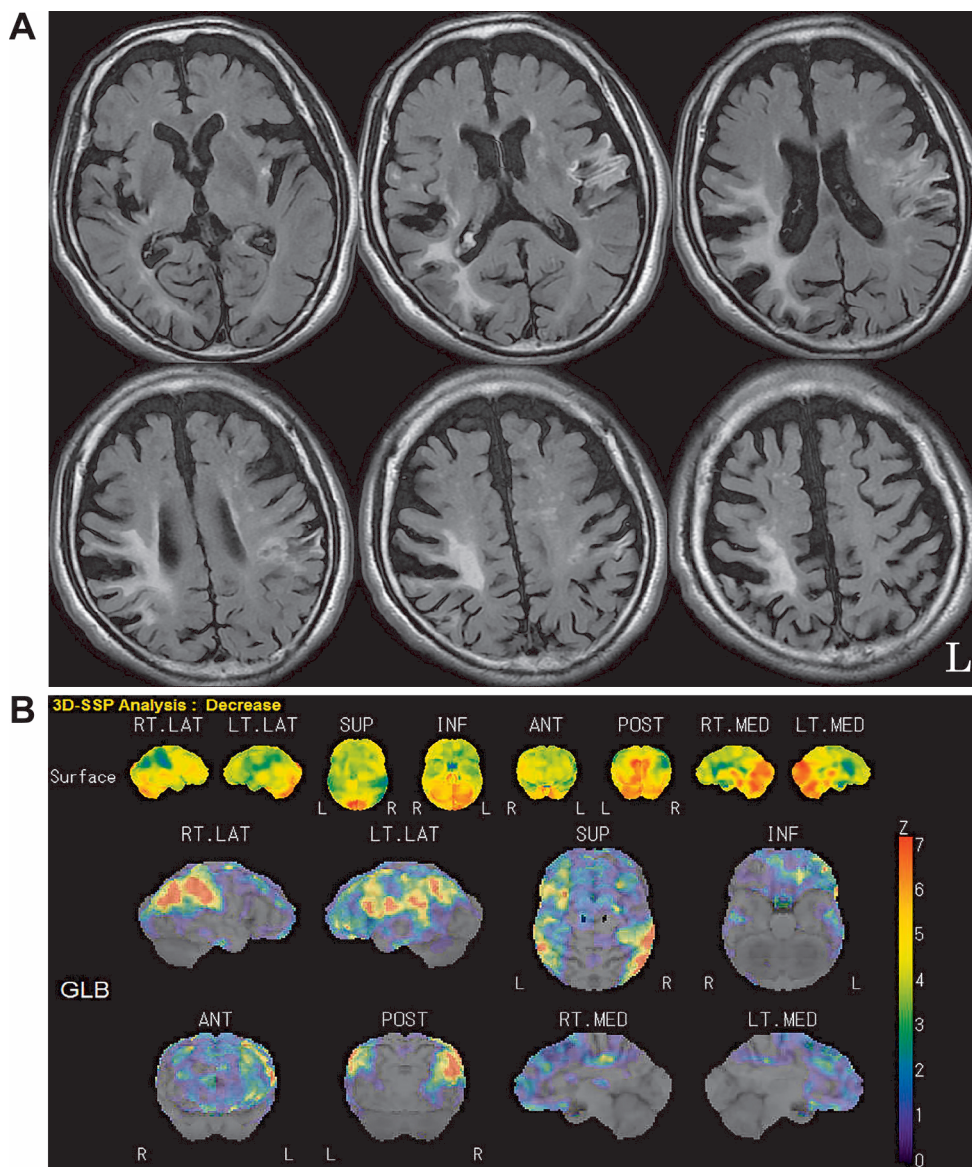 A
L
B
3D-SSP Analysis : Decrease
RT.LAT LT.LAT SUP INF ANT POST RT.MED LT.MED
Surface
L R R L R L L R
RT.LAT LT.LAT SUP INF Z
7
6
5
4
3
2
1
0
L R R L
GLB
ANT POST RT.MED LT.MED
R L L R